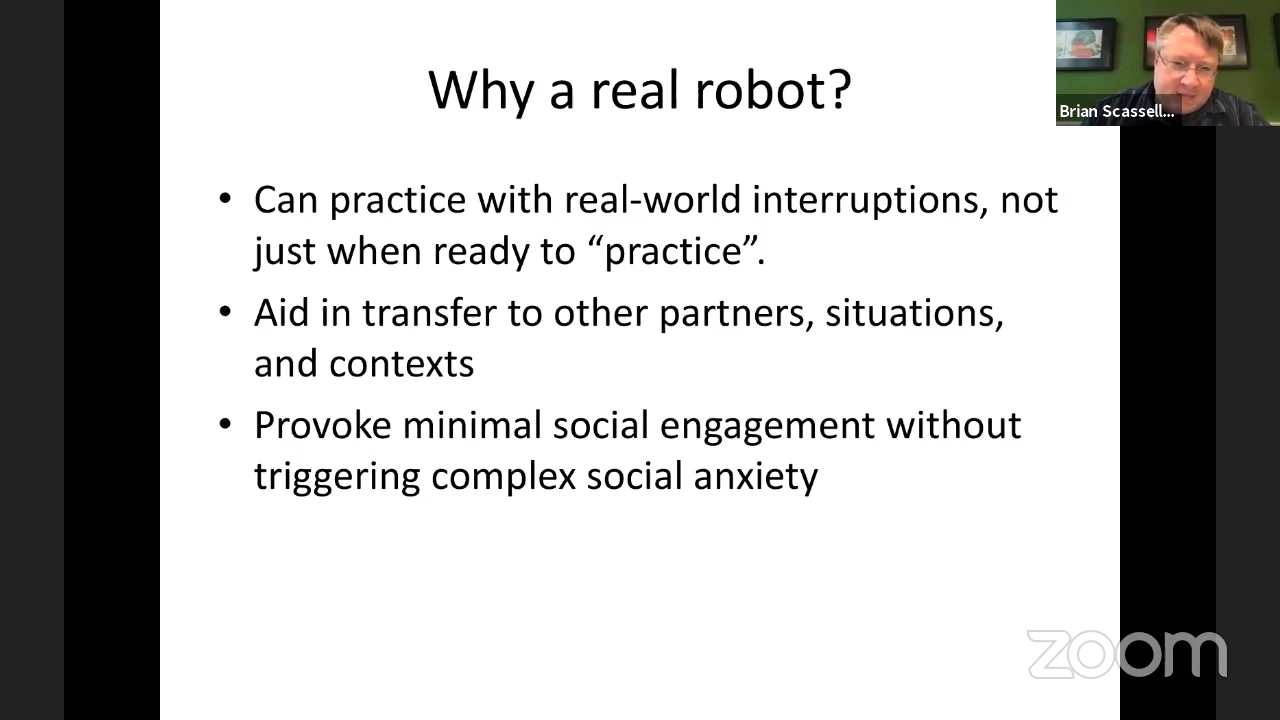 Why a real robot?
Brian Scassell...
• Can practice with real-world interruptions, not
just when ready to “practice”.
• Aid in transfer to other partners, situations,
and contexts
• Provoke minimal social engagement without
triggering complex social anxiety
zoom